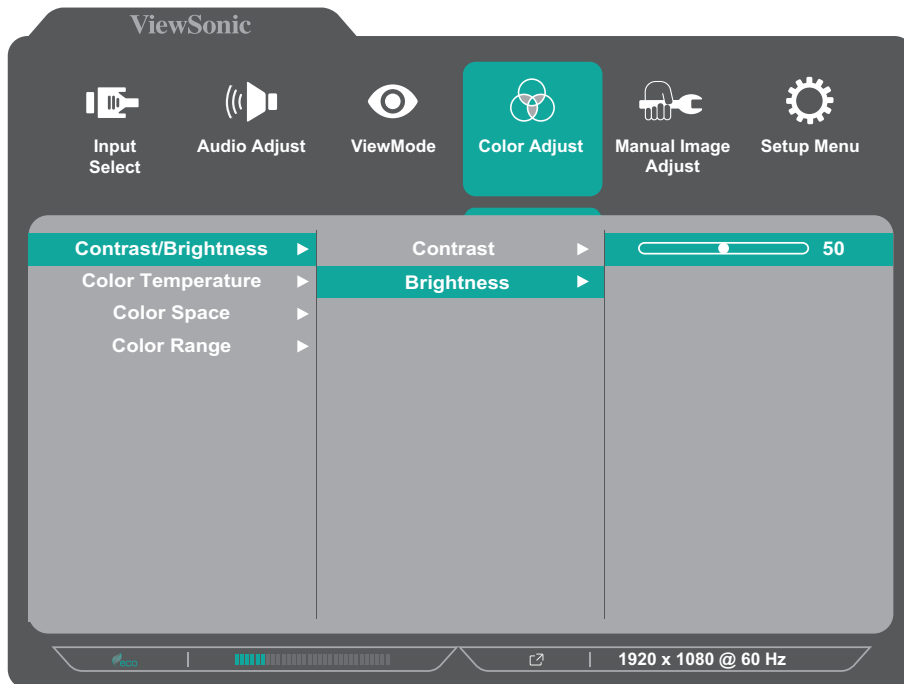 ViewSonic
Input
Select
Audio Adjust
ViewMode
Color Adjust
Manual Image
Adjust
Setup Menu
Contrast/Brightness
Color Temperature
Color Space
Color Range
Contrast
Brightness
50
eco
1920 x 1080 @ 60 Hz